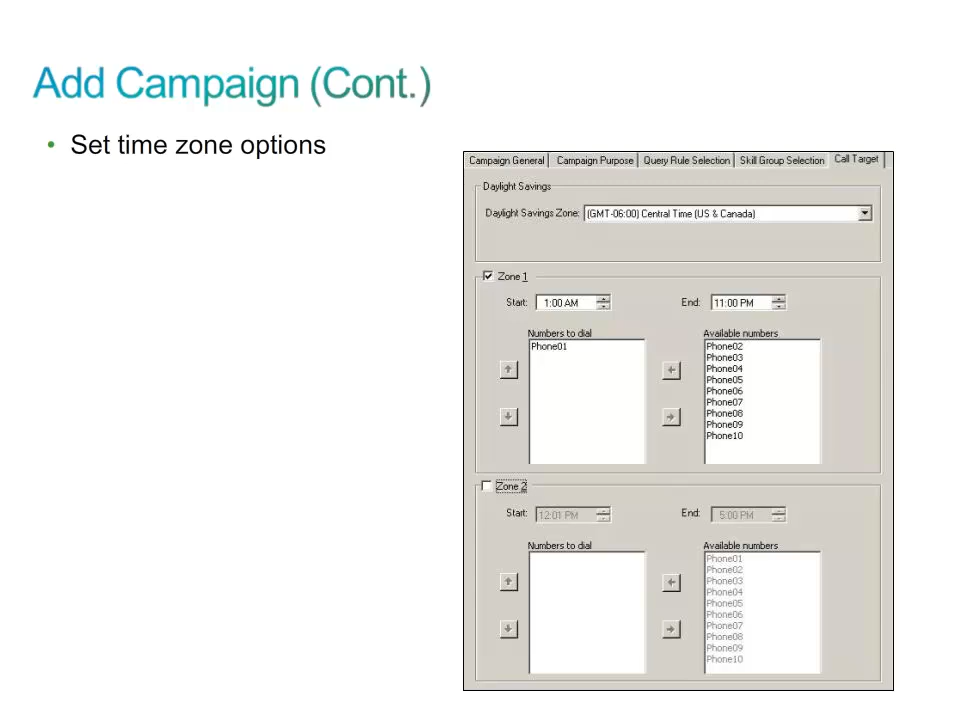 Add Campaign (Cont.)
• Set time zone options
Campaign General Campaign Purpose Query Rule Selection Skill Group Selection Call Target
Daylight Savings
Daylight Savings Zone: (GMT-06:00) Central Time (US & Canada)
Zone 1
Start: 1:00 AM End: 11:00 PM
Numbers to dial Available numbers
Phone01 Phone02
Phone03
Phone04
Phone05
Phone06
Phone07
Phone08
Phone09
Phone10
Zone 2
Start: 12:01 PM End: 5:00 PM
Numbers to dial Available numbers
Phone01
Phone02
Phone03
Phone04
Phone05
Phone06
Phone07
Phone08
Phone09
Phone10